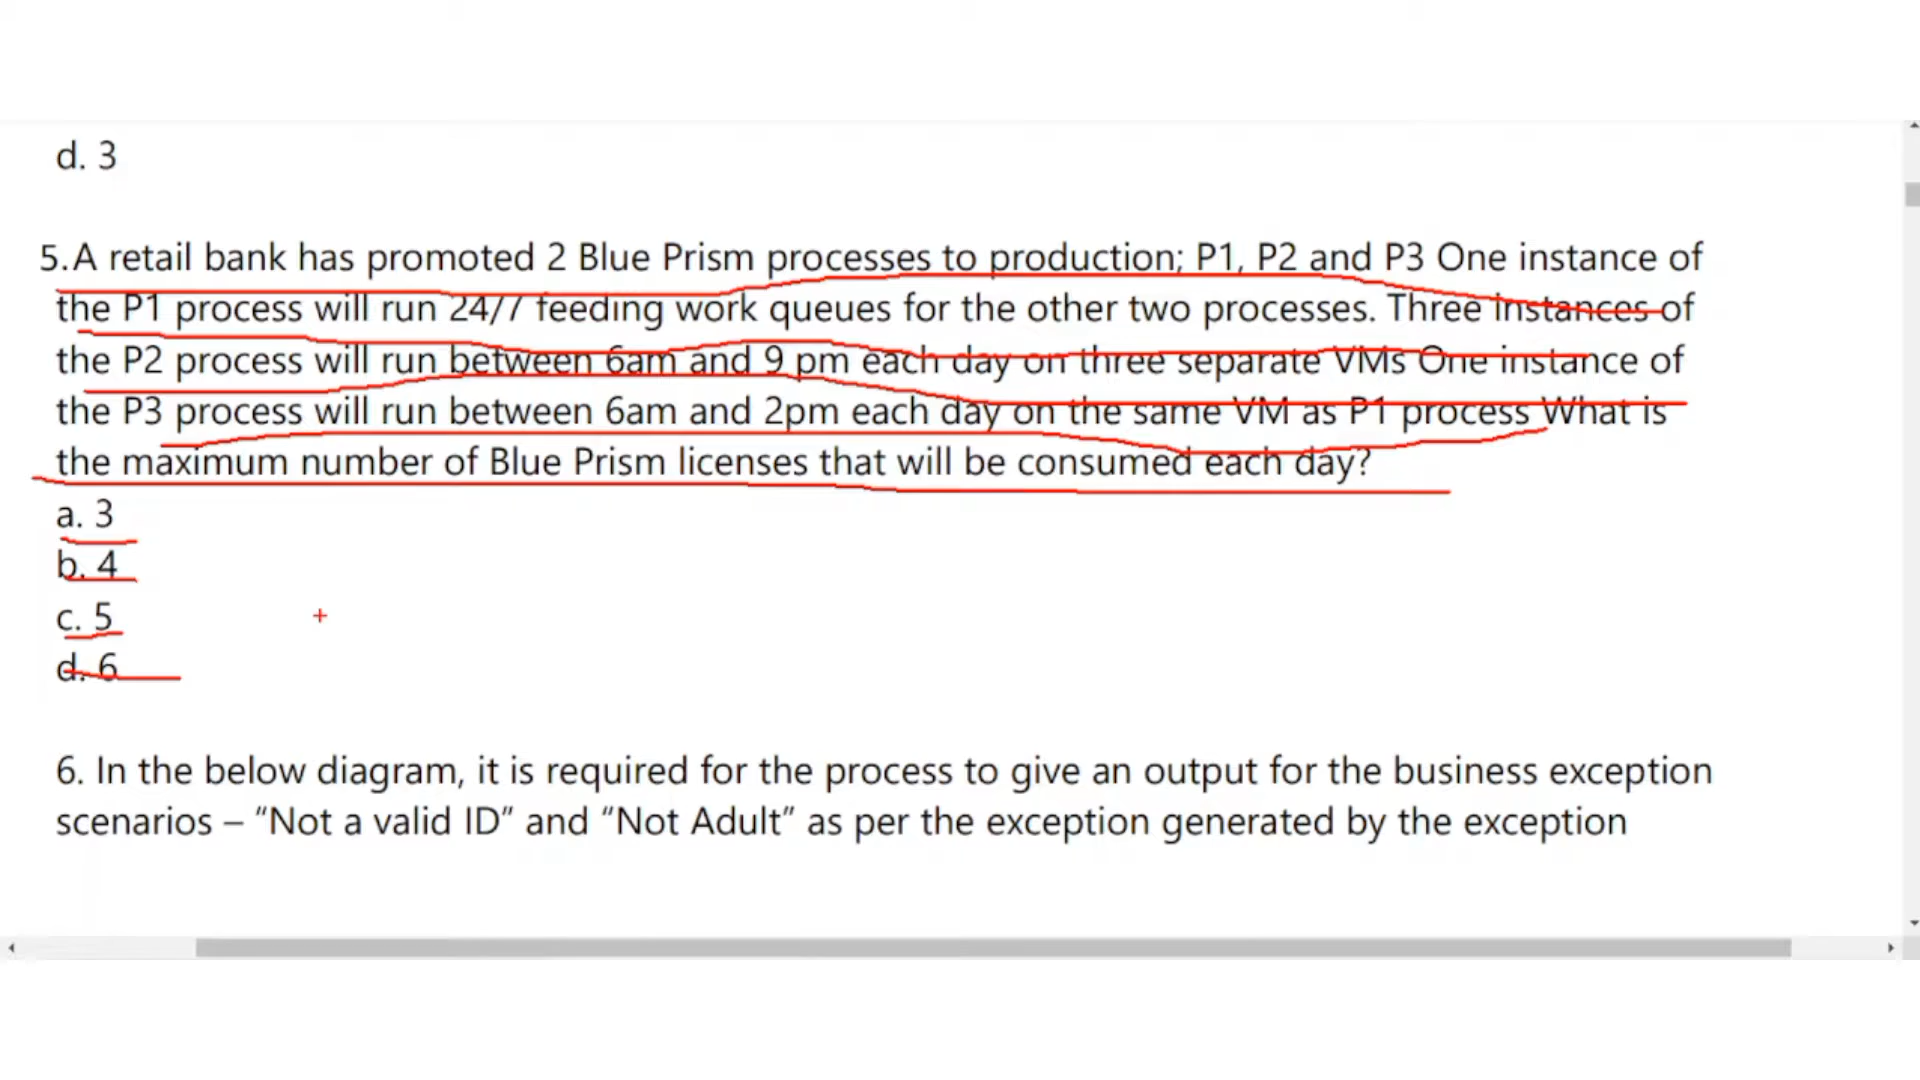 d. 3
5.A retail bank has promoted 2 Blue Prism processes to production; P1, P2 and P3 One instance of
the P1 process will run 24/7 feeding work queues for the other two processes. Three instances of
the P2 process will run between 6am and 9 pm each day on three separate VMs One instance of
the P3 process will run between 6am and 2pm each day on the same VM as P1 process What is
the maximum number of Blue Prism licenses that will be consumed each day?
a. 3
b. 4
c. 5
d. 6
6. In the below diagram, it is required for the process to give an output for the business exception
scenarios – “Not a valid ID” and “Not Adult” as per the exception generated by the exception